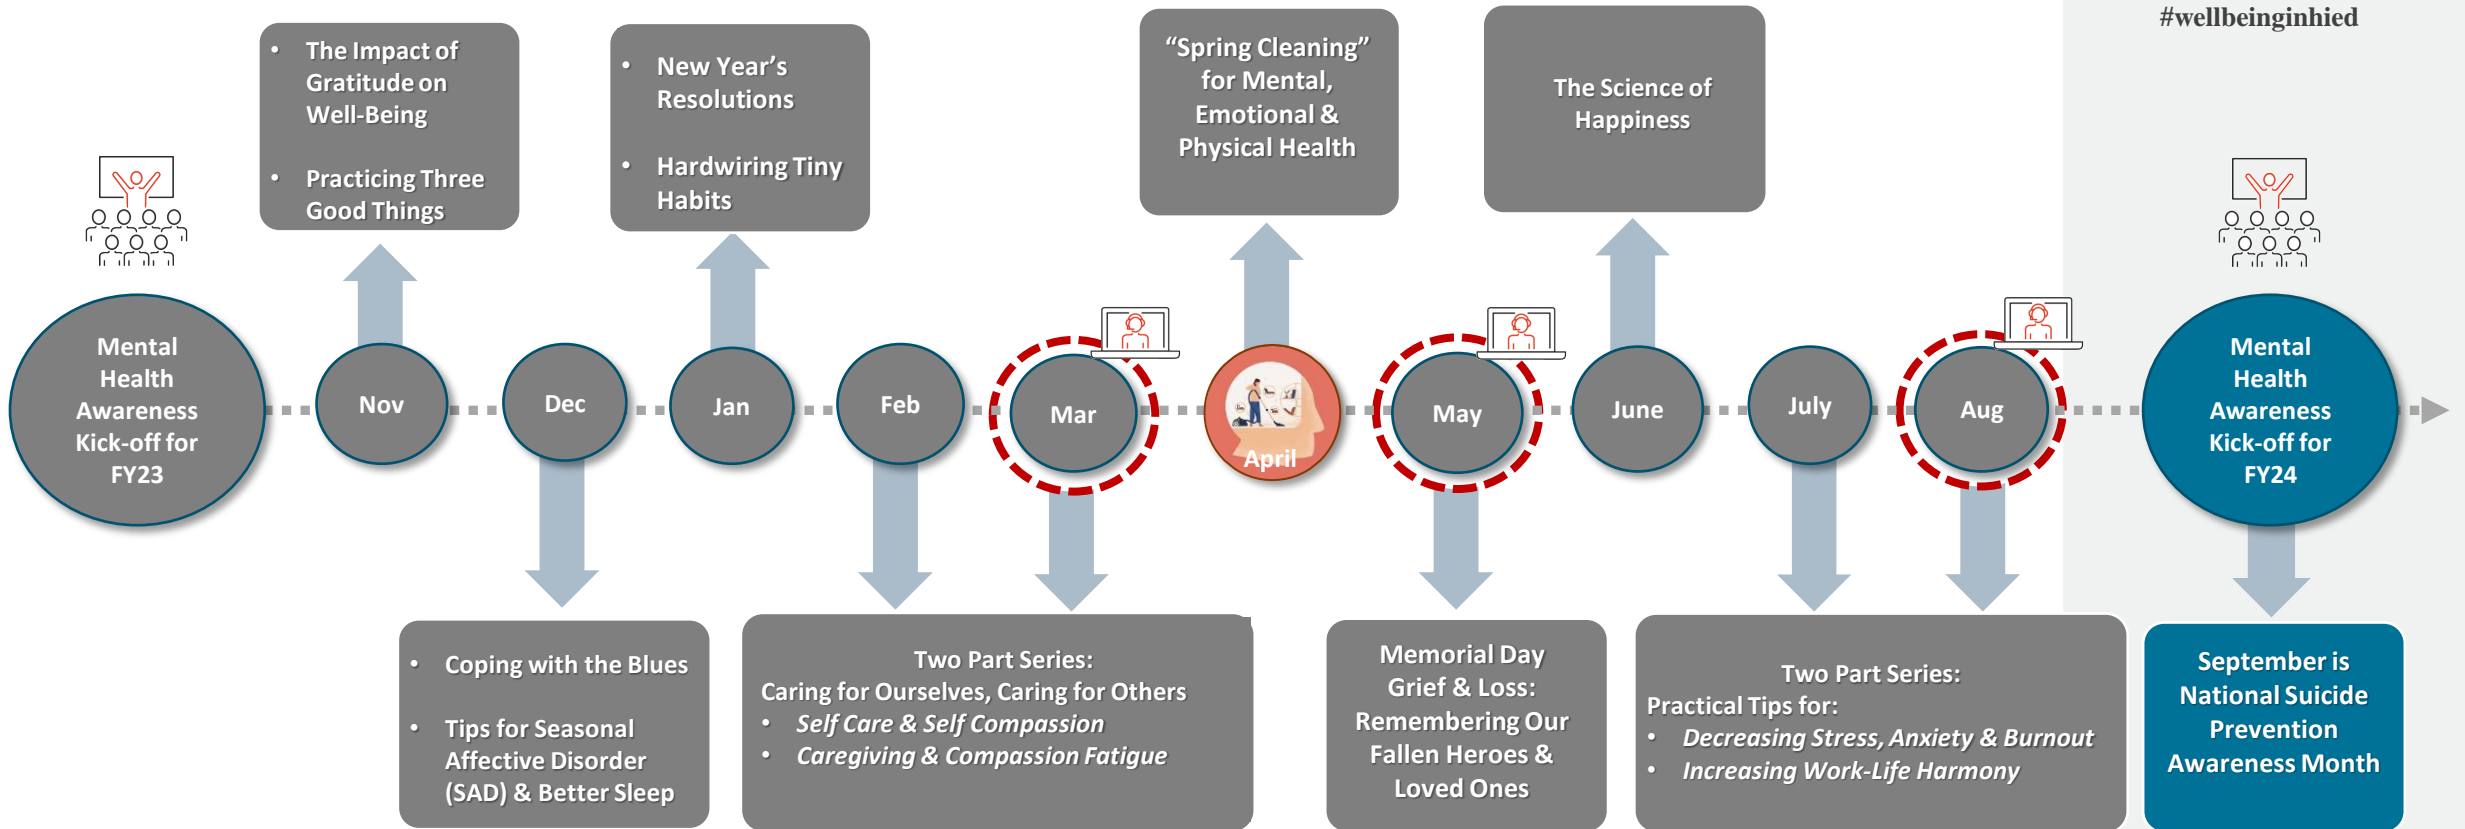 #wellbeinginhied
• The Impact of
Gratitude on
Well-Being
• Practicing Three
Good Things
• New Year’s
Resolutions
• Hardwiring Tiny
Habits
“Spring Cleaning”
for Mental,
Emotional &
Physical Health
The Science of
Happiness
Mental
Health
Awareness
Kick-off for
FY23
Nov
Dec
Jan
Feb
Mar
April
May
June
July
Aug
Mental
Health
Awareness
Kick-off for
FY24
• Coping with the Blues
• Tips for Seasonal
Affective Disorder
(SAD) & Better Sleep
Two Part Series:
Caring for Ourselves, Caring for Others
• Self Care & Self Compassion
• Caregiving & Compassion Fatigue
Memorial Day
Grief & Loss:
Remembering Our
Fallen Heroes &
Loved Ones
Two Part Series:
Practical Tips for:
• Decreasing Stress, Anxiety & Burnout
• Increasing Work-Life Harmony
September is
National Suicide
Prevention
Awareness Month